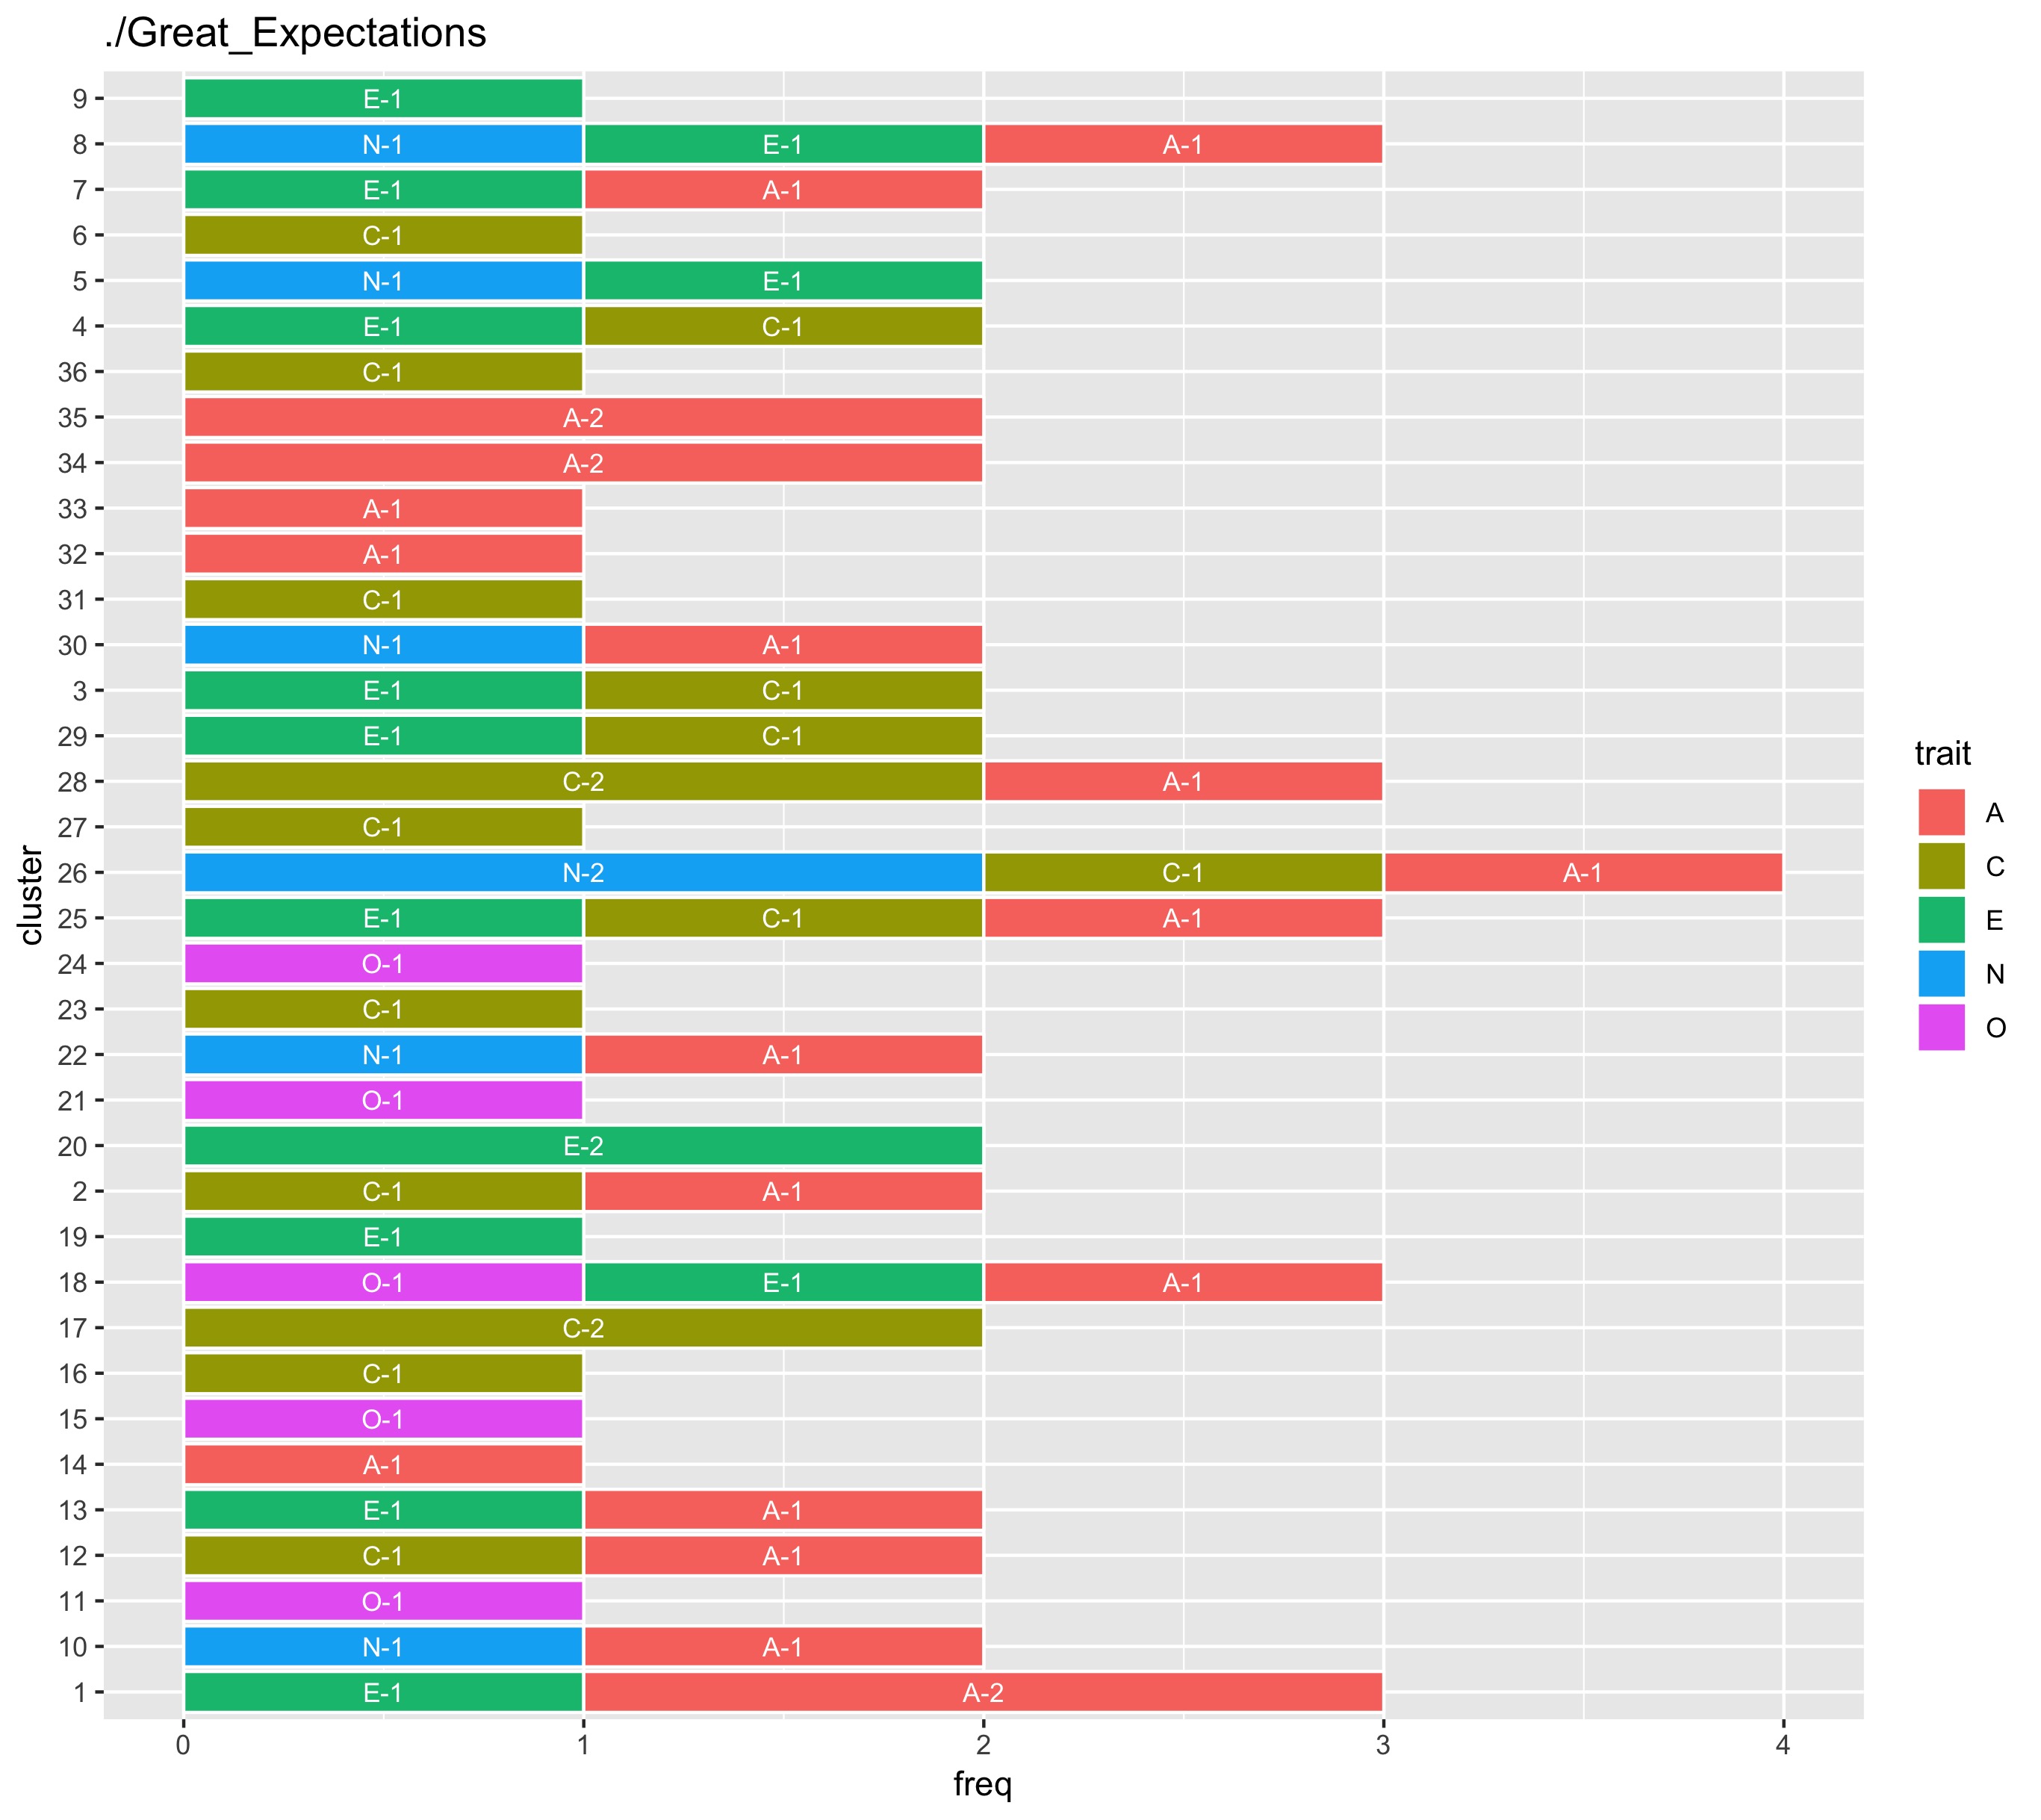 ./Great_Expectations
9 E-1
8 N-1 E-1 A-1
7 E-1 A-1
6 C-1
5 N-1 E-1
4 E-1 C-1
36 C-1
35 A-2
34 A-2
33 A-1
32 A-1
31 C-1
30 N-1 A-1
3 E-1 C-1
29 E-1 C-1
28 C-2 A-1
27 C-1
26 N-2 C-1 A-1
25 E-1 C-1 A-1
24 O-1
23 C-1
22 N-1 A-1
21 O-1
20 E-2
2 C-1 A-1
19 E-1
18 O-1 E-1 A-1
17 C-2
16 C-1
15 O-1
14 A-1
13 E-1 A-1
12 C-1 A-1
11 O-1
10 N-1 A-1
1 E-1 A-2
0 1 2 3 4
freq
cluster
trait
A
C
E
N
O